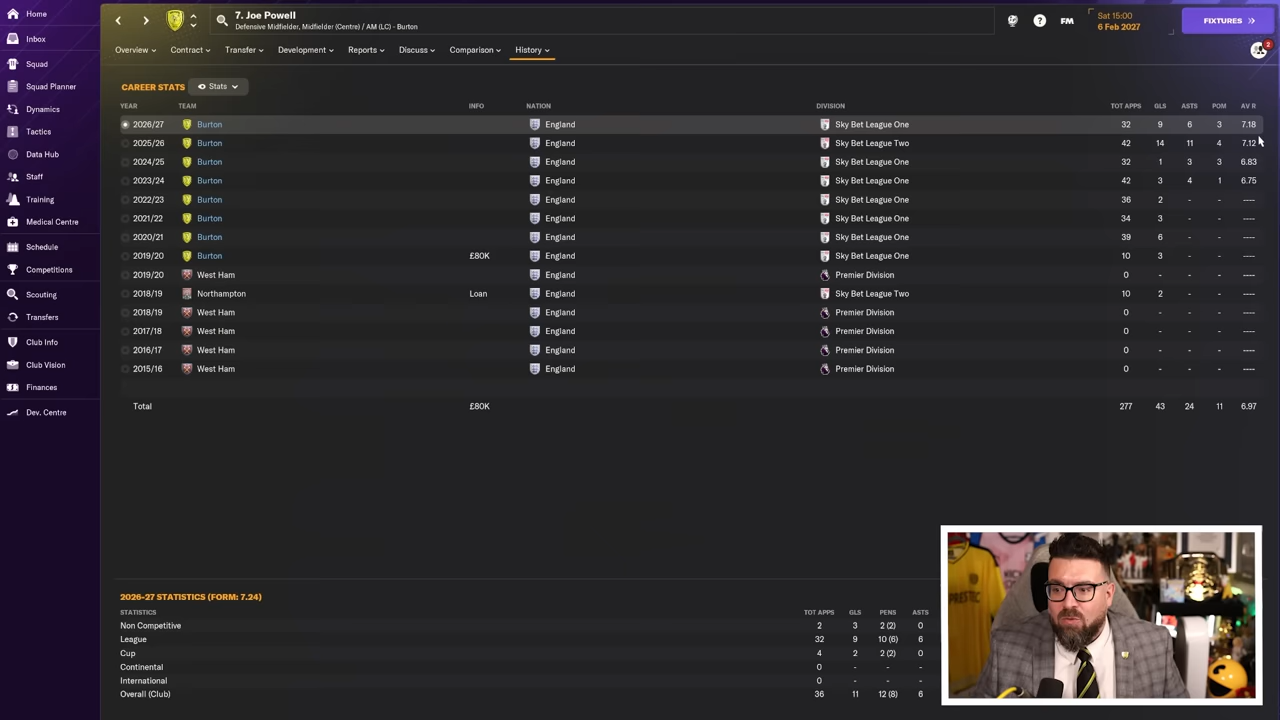 Home
Inbox
Squad
Squad Planner
Dynamics
Tactics
Data Hub
Staff
Training
Medical Centre
Schedule
Competitions
Scouting
Transfers
Club Info
Club Vision
Finances
Dev. Centre
7. Joe Powell
Defensive Midfielder, Midfielder (Centre) / AM (LC) - Burton
FM
Sat 15:00
6 Feb 2027
FIXTURES
2
Overview Contract Transfer Development Reports Discuss Comparison History
CAREER STATS Stats
YEAR TEAM INFO NATION DIVISION TOT APPS GLS ASTS POM AV R
2026/27 Burton England Sky Bet League One 32 9 6 3 7.18
2025/26 Burton England Sky Bet League Two 42 14 11 4 7.12
2024/25 Burton England Sky Bet League One 32 1 3 3 6.83
2023/24 Burton England Sky Bet League One 42 3 4 1 6.75
2022/23 Burton England Sky Bet League One 36 2 - - ----
2021/22 Burton England Sky Bet League One 34 3 - - ----
2020/21 Burton England Sky Bet League One 39 6 - - ----
2019/20 Burton £80K England Sky Bet League One 10 3 - - ----
2019/20 West Ham England Premier Division 0 - - - ----
2018/19 Northampton Loan England Sky Bet League Two 10 2 - - ----
2018/19 West Ham England Premier Division 0 - - - ----
2017/18 West Ham England Premier Division 0 - - - ----
2016/17 West Ham England Premier Division 0 - - - ----
2015/16 West Ham England Premier Division 0 - - - ----
Total £80K 277 43 24 11 6.97
2026-27 STATISTICS (FORM: 7.24)
STATISTICS TOT APPS GLS PENS ASTS
Non Competitive 2 3 2 (2) 0
League 32 9 10 (6) 6
Cup 4 2 2 (2) 0
Continental 0 - - -
International 0 - - -
Overall (Club) 36 11 12 (8) 6